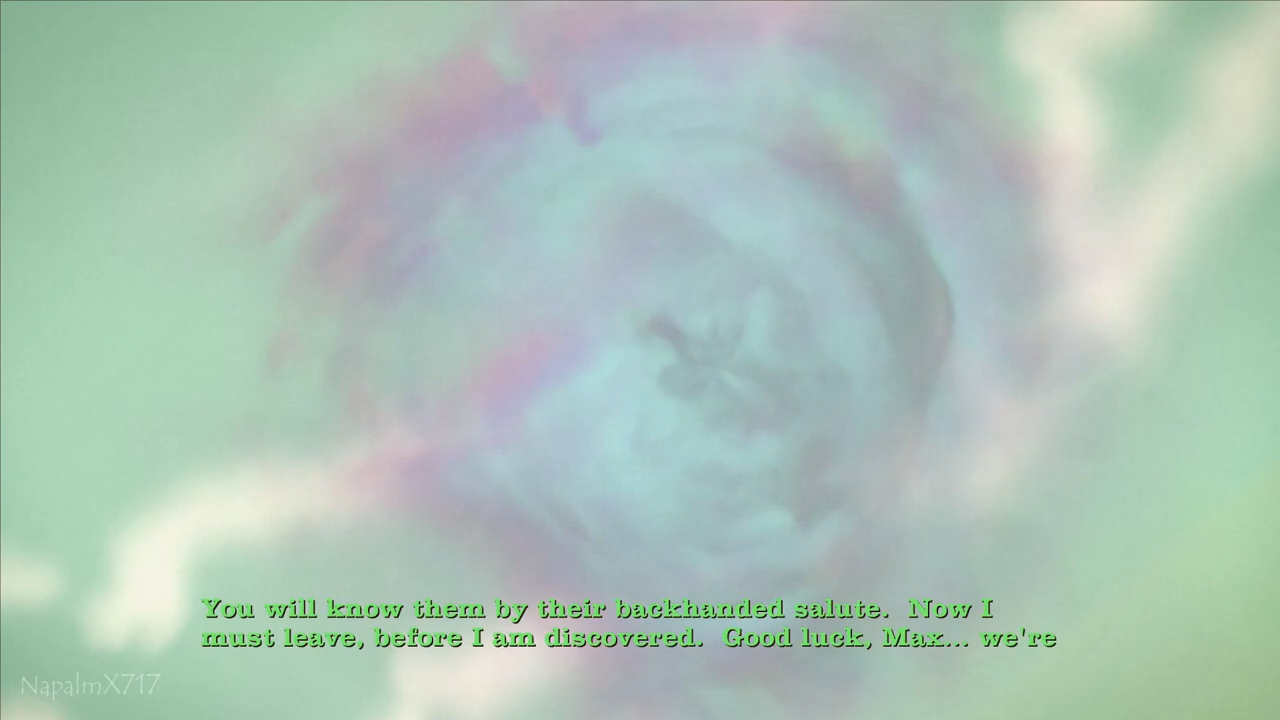 You will know them by their backhanded salute.  Now I
must leave, before I am discovered.  Good luck, Max... we're
NapalmX717